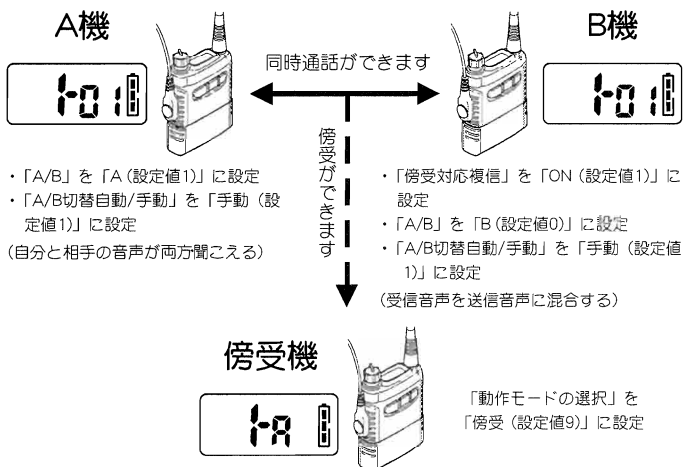 A機
B機
同時通話ができます
1-01
1-01
傍受ができます
・「A/B」を「A（設定値1）」に設定
・「A/B切替自動/手動」を「手動（設
定値1）」に設定
（自分と相手の音声が両方聞こえる）
・「傍受対応複信」を「ON（設定値1）」に
設定
・「A/B」を「B（設定値0）」に設定
・「A/B切替自動/手動」を「手動（設定値
1）」に設定
（受信音声を送信音声に混合する）
傍受機
1-A
「動作モードの選択」を
「傍受（設定値9）」に設定